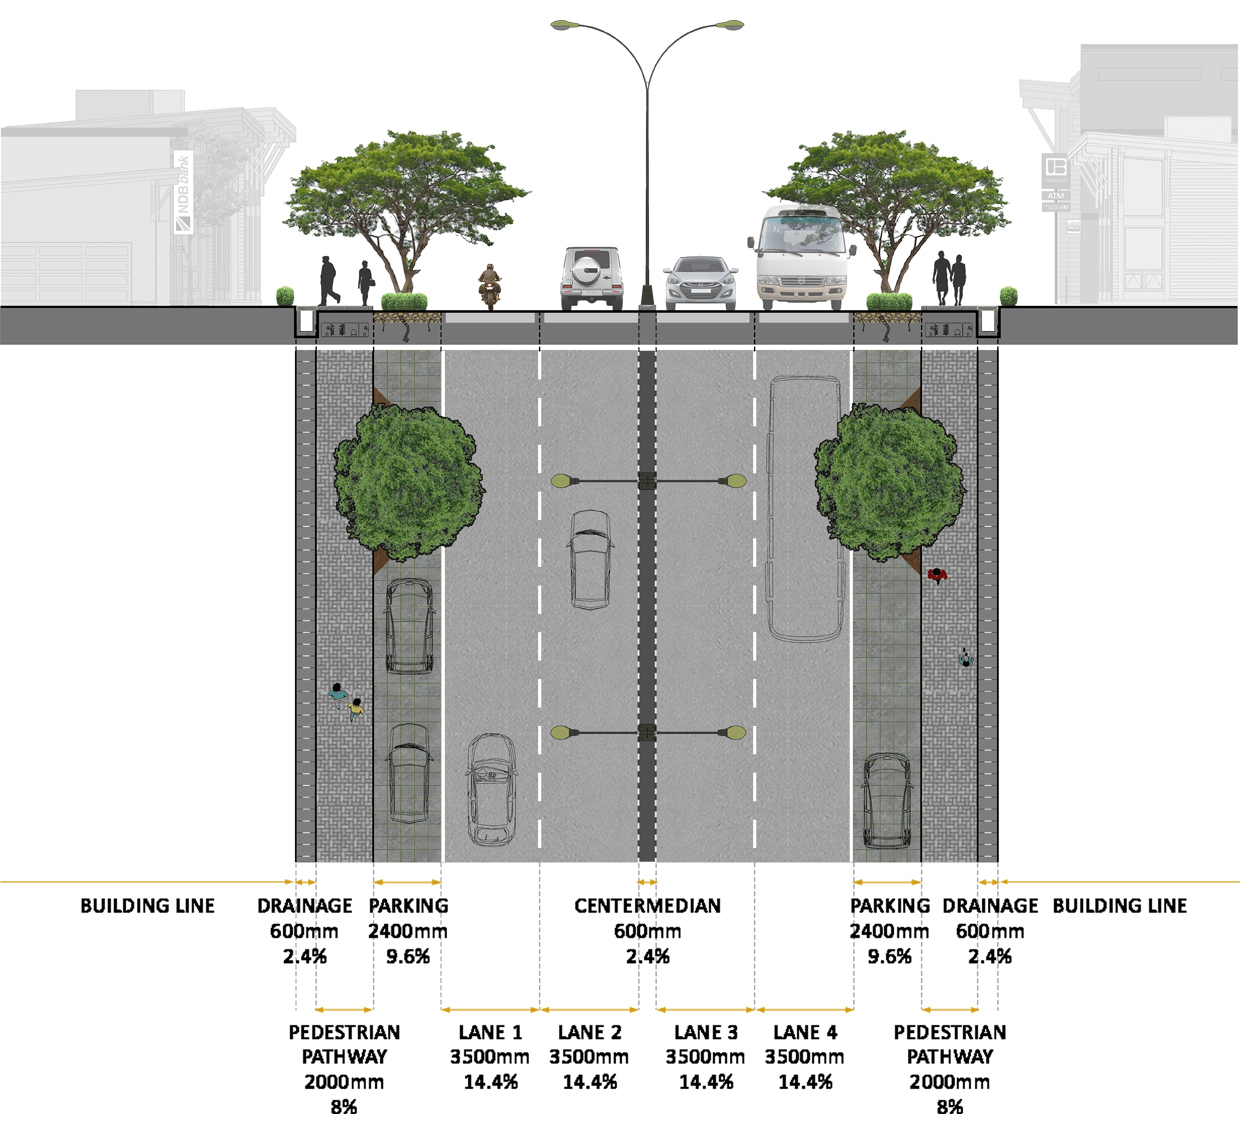 NDB bank
ATM
BUILDING LINE
DRAINAGE
600mm
2.4%
PARKING
2400mm
9.6%
CENTERMEDIAN
600mm
2.4%
PARKING
2400mm
9.6%
DRAINAGE
600mm
2.4%
BUILDING LINE
PEDESTRIAN
PATHWAY
2000mm
8%
LANE 1
3500mm
14.4%
LANE 2
3500mm
14.4%
LANE 3
3500mm
14.4%
LANE 4
3500mm
14.4%
PEDESTRIAN
PATHWAY
2000mm
8%